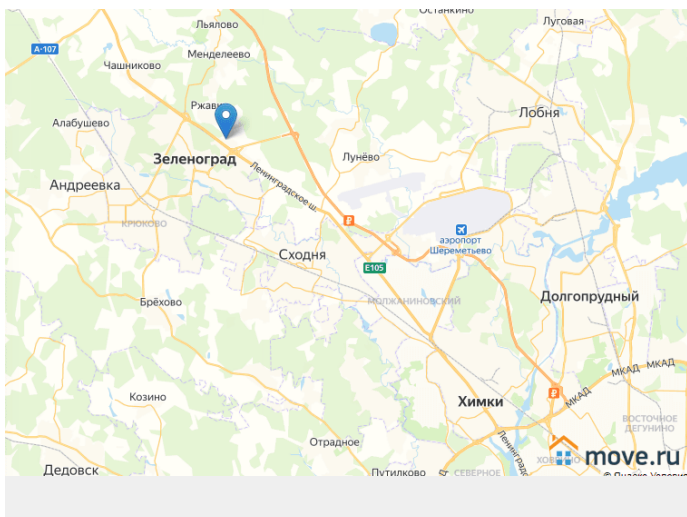 Останкино
Льялово
Луговая
А-107
Менделеево
Чашниково
Ржавки
Лобня
Алабушево
Зеленоград
Лунёво
Андреевка
Ленинградское ш.
КРЮКОВО
₽
аэропорт
Шереметьево
Сходня
E105
МОЛЖАНИНОВСКИЙ
Долгопрудный
Брёхово
МКАД МКАД
₽
МКАД
Козино
Химки
ВОСТОЧНОЕ
ДЕГУНИНО
Отрадное
move.ru
Дедовск
Путилково
СЕВЕРНОЕ